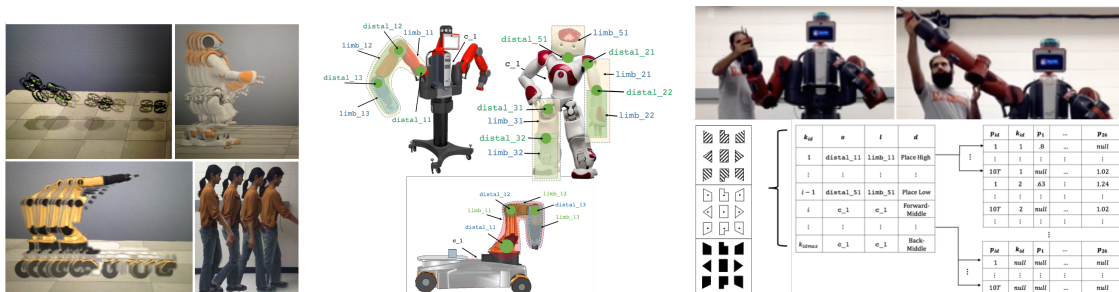 distal_12
limb_11
c_1
limb_12
distal_13
limb_13
distal_11
limb_51
distal_51
distal_21
c_1
limb_21
distal_22
distal_31
limb_31
distal_32
limb_22
limb_32
distal_12
limb_12
distal_13
limb_11
limb_13
distal_11
c_1
k_id o l d
1 distal_11 limb_11 Place High
⋮ ⋮ ⋮ ⋮
i − 1 distal_51 limb_51 Place Low
i c_1 c_1 Forward-
Middle
k_idmax c_1 c_1 Back-
Middle
p_id k_id p_1 ... p_26
1 1 .8 ... null
⋮ ⋮ ⋮ ⋮ ⋮
10T 1 null ... 1.02
1 2 .63 ⋮ 1.24
10T 2 null ... 1.02
⋮ ⋮ ⋮ ⋮ ⋮
⋮
p_id k_id p_1 ... p_26
1 null null ... null
⋮ ⋮ ⋮ ⋮ ⋮
10T null null ... null